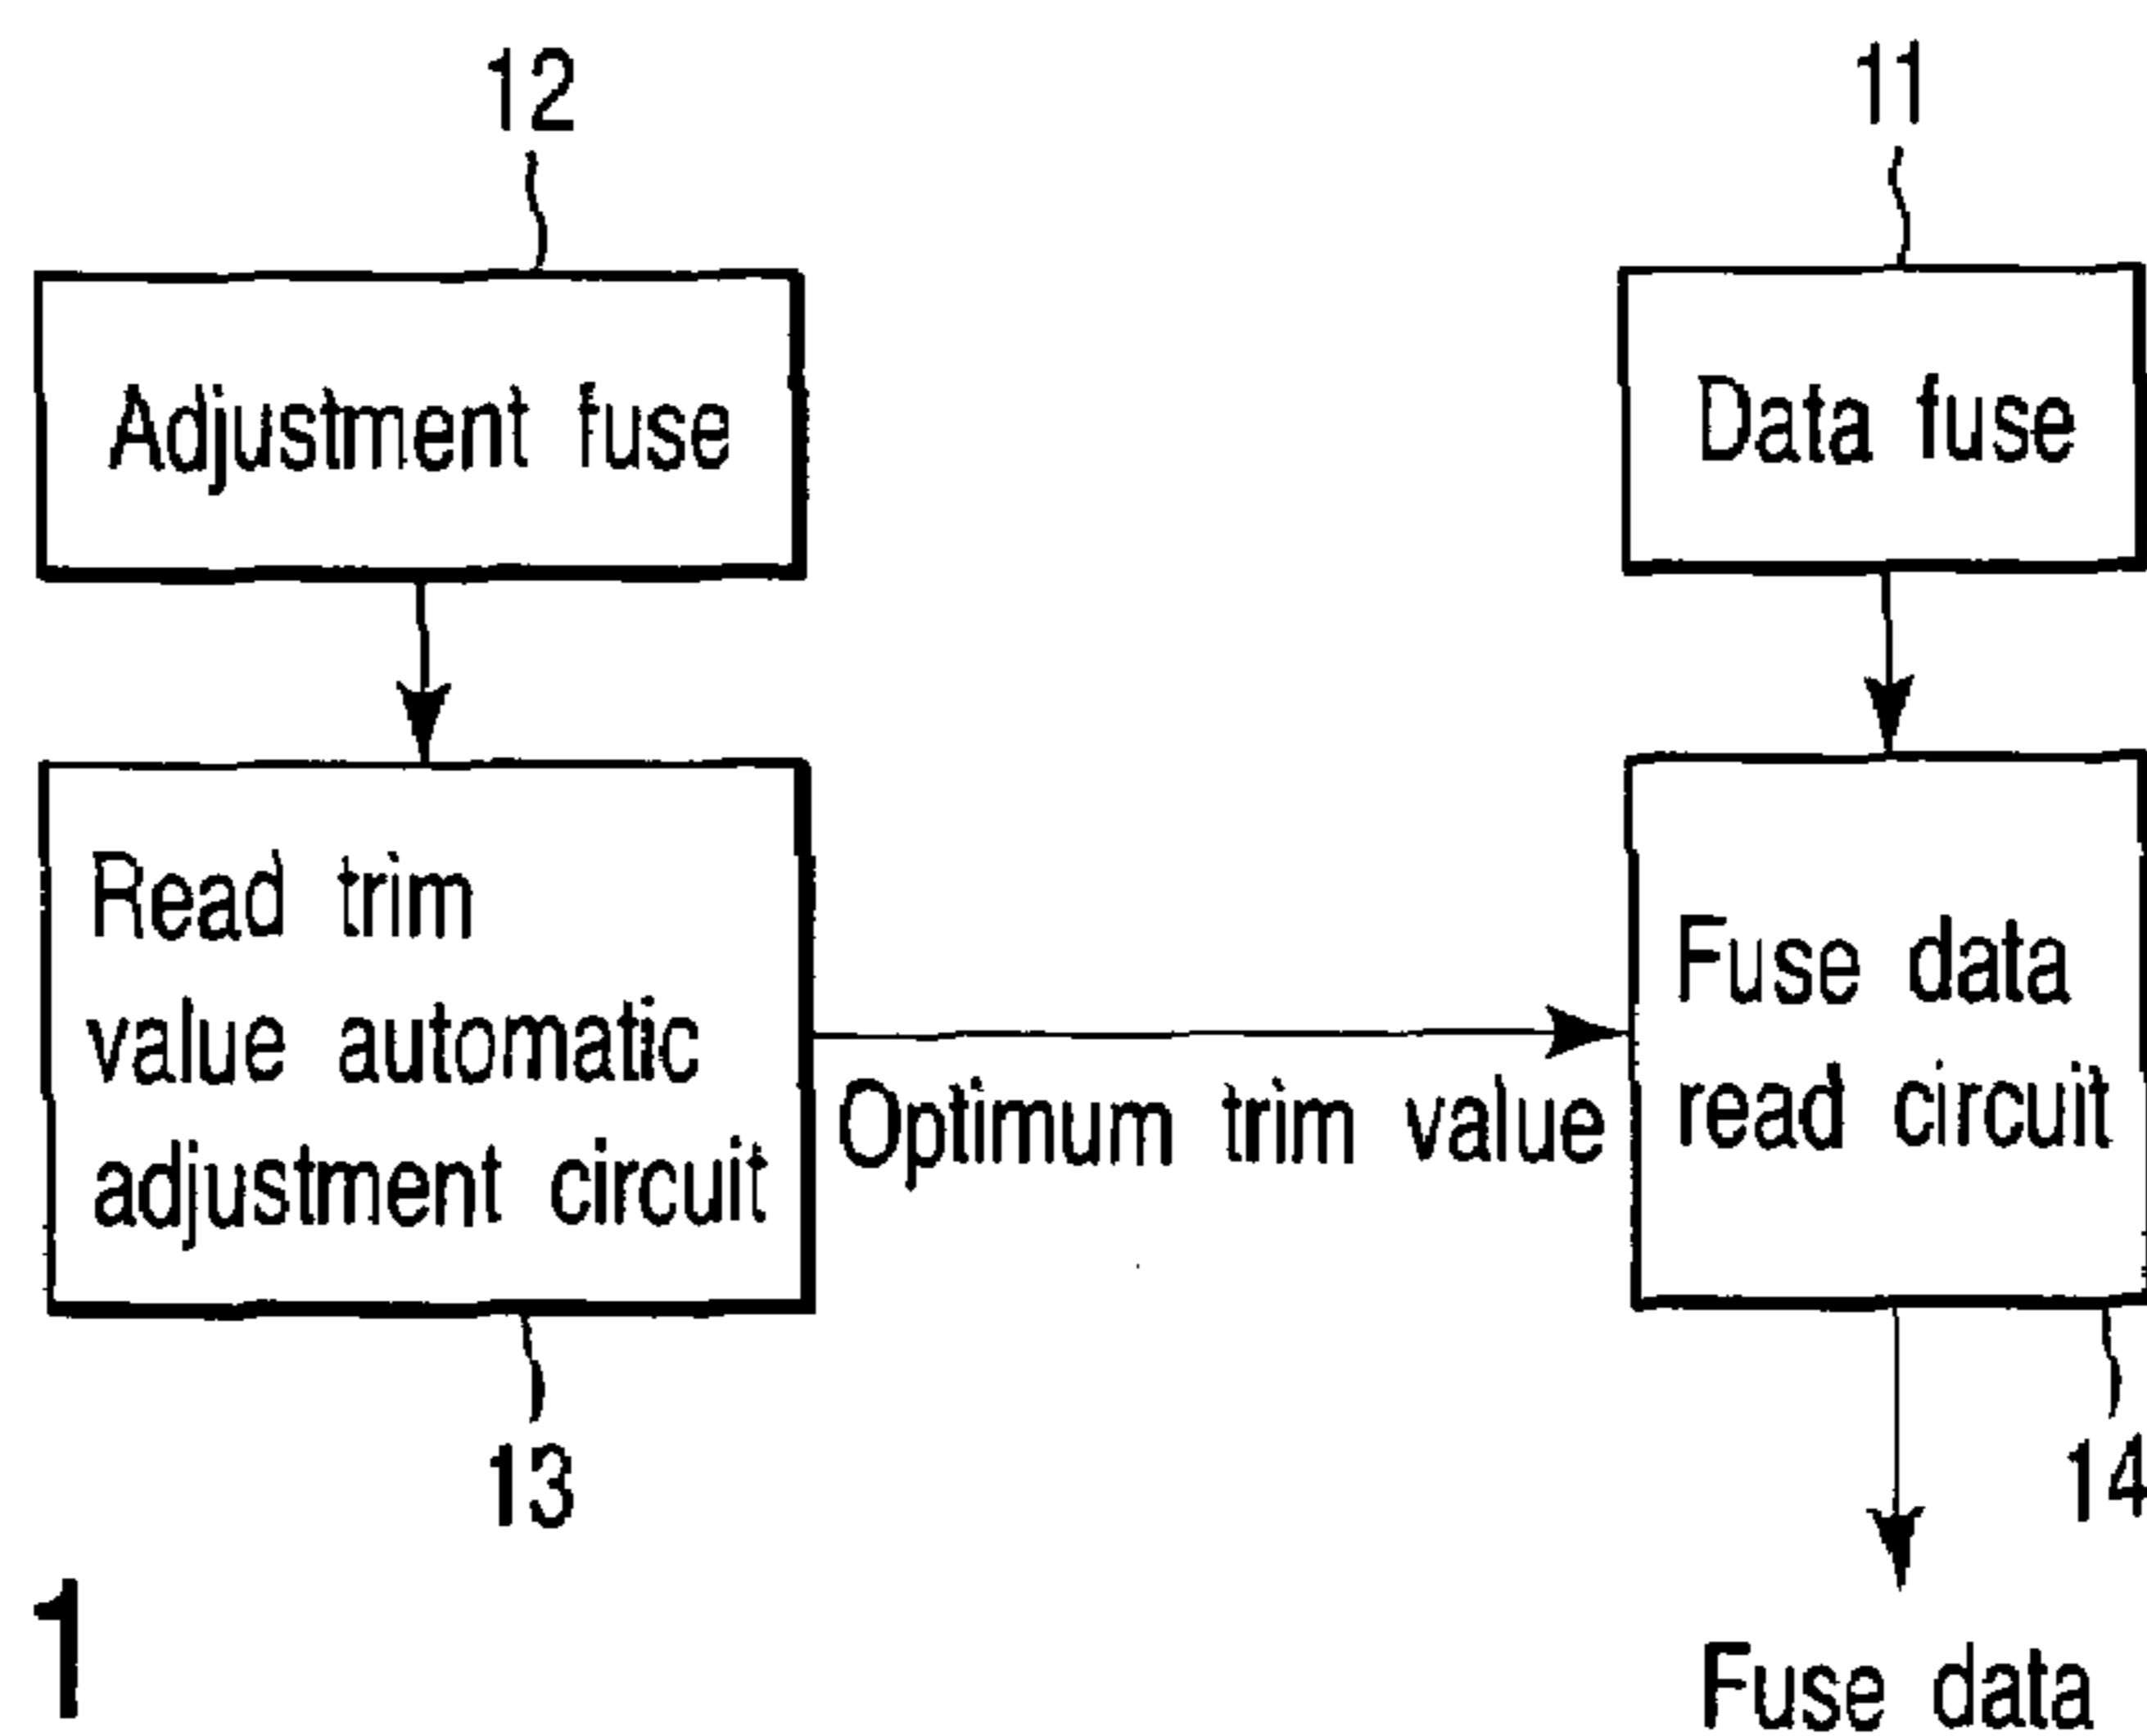 12
11
Adjustment fuse
Data fuse
Read trim
value automatic
adjustment circuit
Optimum trim value
Fuse data
read circuit
13
14
1
Fuse data